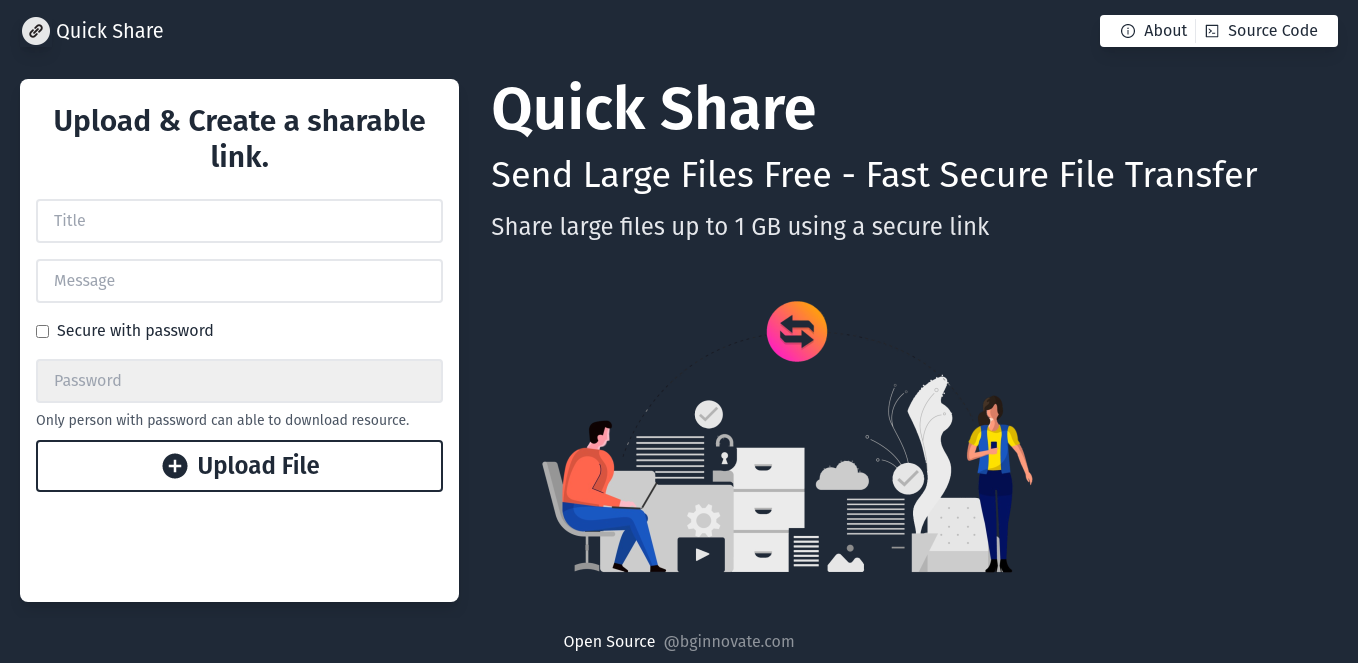 Quick Share
About
Source Code
Upload & Create a sharable
link.
Title
Message
Secure with password
Password
Only person with password can able to download resource.
Upload File
Quick Share
Send Large Files Free - Fast Secure File Transfer
Share large files up to 1 GB using a secure link
Open Source @bginnovate.com